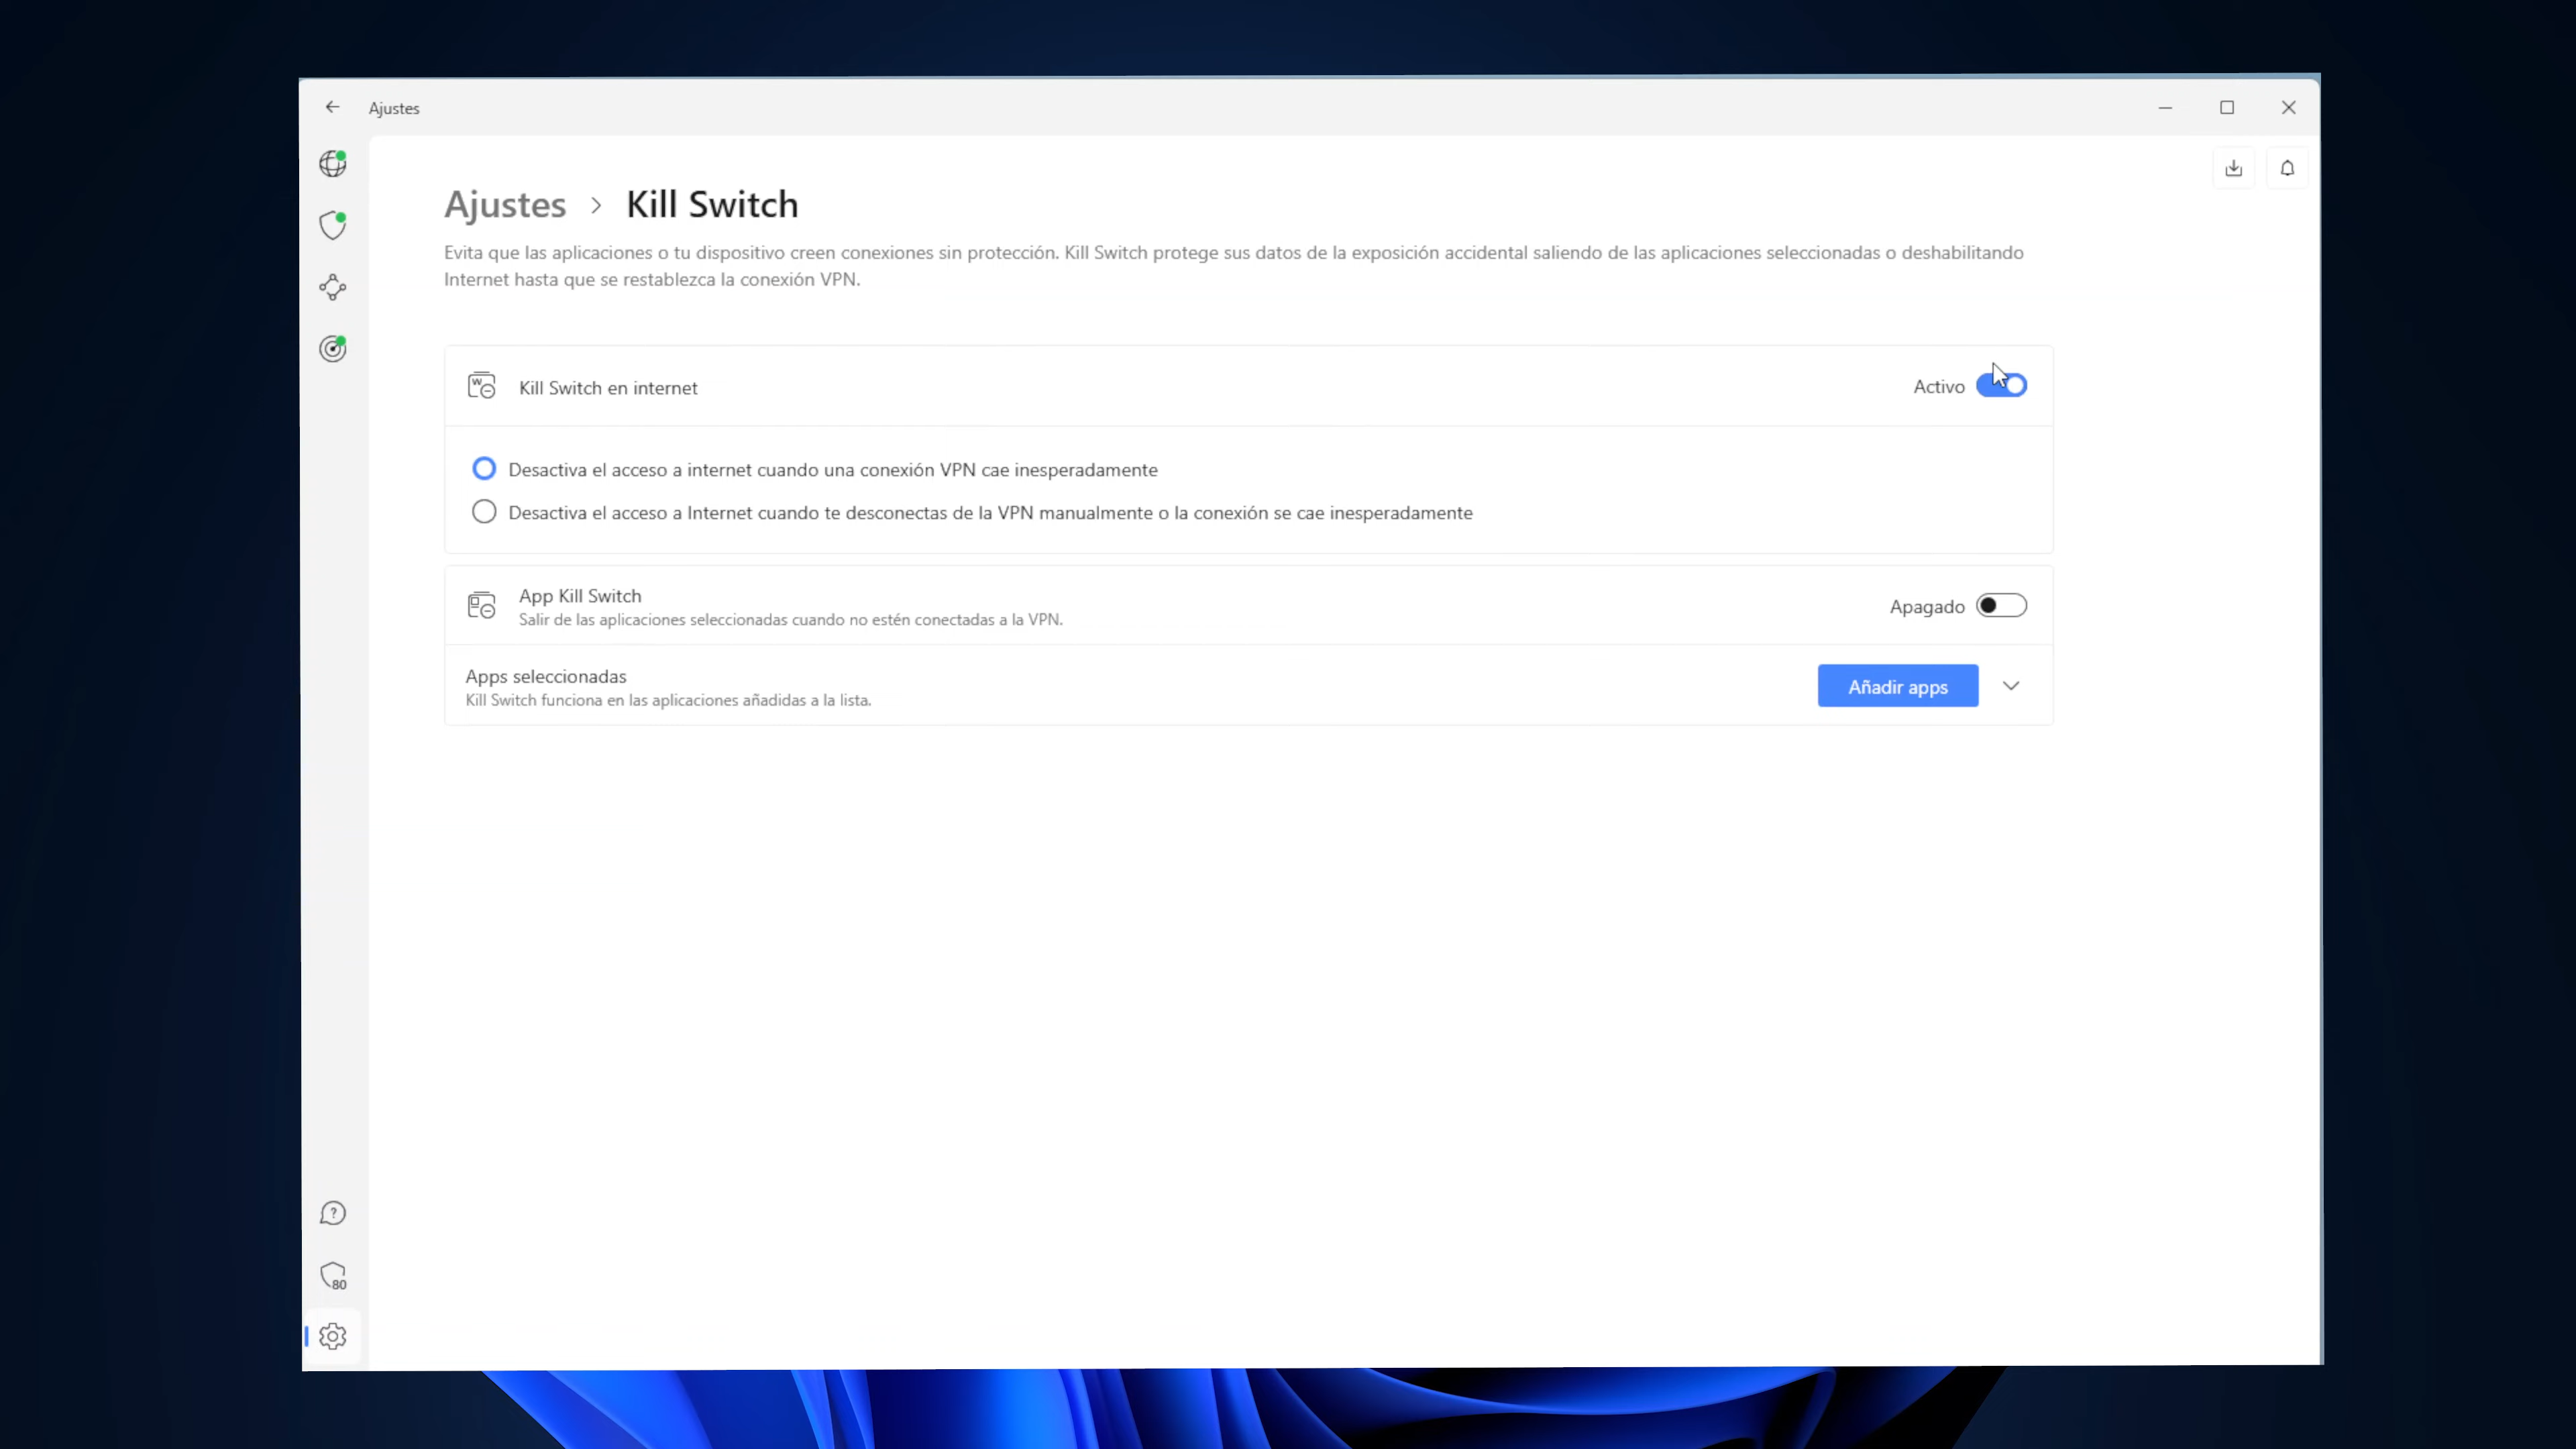 Ajustes
Ajustes > Kill Switch
Evita que las aplicaciones o tu dispositivo creen conexiones sin protección. Kill Switch protege sus datos de la exposición accidental saliendo de las aplicaciones seleccionadas o deshabilitando
Internet hasta que se restablezca la conexión VPN.
Kill Switch en internet
Activo
Desactiva el acceso a internet cuando una conexión VPN cae inesperadamente
Desactiva el acceso a Internet cuando te desconectas de la VPN manualmente o la conexión se cae inesperadamente
App Kill Switch
Salir de las aplicaciones seleccionadas cuando no estén conectadas a la VPN.
Apagado
Apps seleccionadas
Kill Switch funciona en las aplicaciones añadidas a la lista.
Añadir apps
80